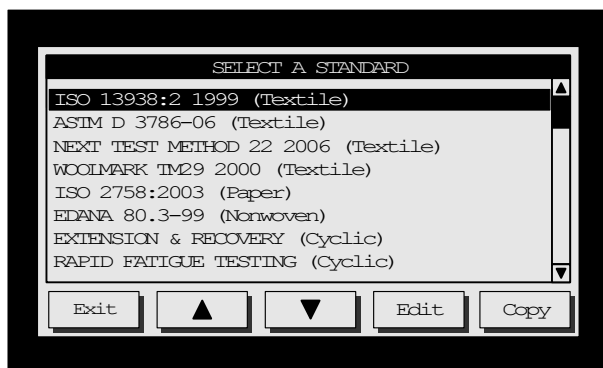 SELECT A STANDARD
ISO 13938:2 1999 (Textile)
ASTM D 3786-06 (Textile)
NEXT TEST METHOD 22 2006 (Textile)
WOOLMARK TM29 2000 (Textile)
ISO 2758:2003 (Paper)
EDANA 80.3-99 (Nonwoven)
EXTENSION & RECOVERY (Cyclic)
RAPID FATIGUE TESTING (Cyclic)
Exit ▲ ▼ Edit Copy